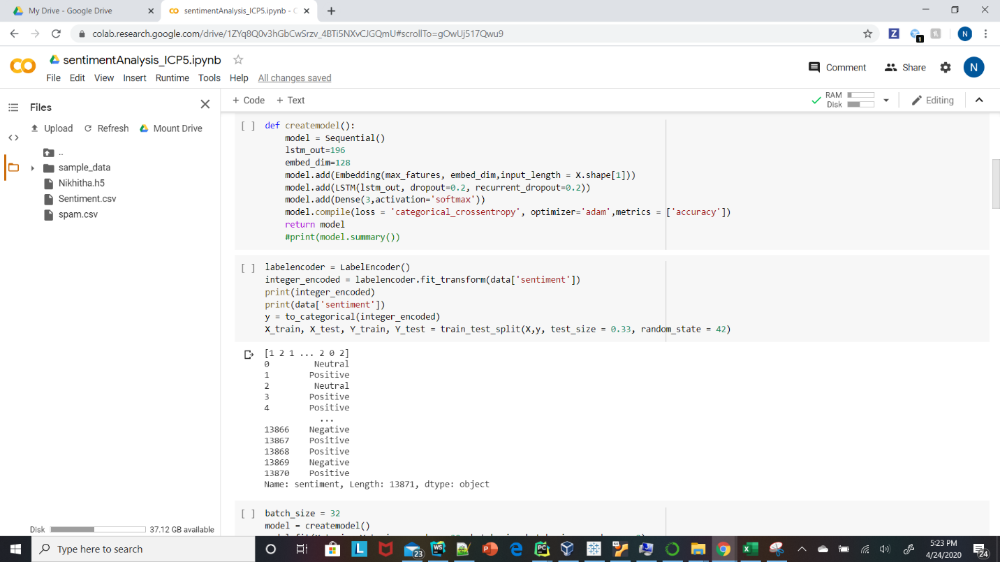 My Drive - Google Drive
sentimentAnalysis_ICP5.ipynb - C
colab.research.google.com/drive/1ZYq8Q0v3hGbCwSrzv_4BTi5NXvCJGQmU#scrollTo=gOwUj517Qwu9
Z
1
N
sentimentAnalysis_ICP5.ipynb
File Edit View Insert Runtime Tools Help All changes saved
Comment
Share
N
Files
+ Code + Text
RAM
Disk
Editing
Upload Refresh Mount Drive
..
sample_data
Nikhitha.h5
Sentiment.csv
spam.csv
Disk 37.12 GB available
[ ] def createmodel():
model = Sequential()
lstm_out=196
embed_dim=128
model.add(Embedding(max_fatures, embed_dim,input_length = X.shape[1]))
model.add(LSTM(lstm_out, dropout=0.2, recurrent_dropout=0.2))
model.add(Dense(3,activation='softmax'))
model.compile(loss = 'categorical_crossentropy', optimizer='adam',metrics = ['accuracy'])
return model
#print(model.summary())
[ ] labelencoder = LabelEncoder()
integer_encoded = labelencoder.fit_transform(data['sentiment'])
print(integer_encoded)
print(data['sentiment'])
y = to_categorical(integer_encoded)
X_train, X_test, Y_train, Y_test = train_test_split(X,y, test_size = 0.33, random_state = 42)
[1 2 1 ... 2 0 2]
0 Neutral
1 Positive
2 Neutral
3 Positive
4 Positive
...
13866 Negative
13867 Positive
13868 Positive
13869 Negative
13870 Positive
Name: sentiment, Length: 13871, dtype: object
[ ] batch_size = 32
model = createmodel()
Type here to search
L
23
WS
PC
5:23 PM
4/24/2020
24